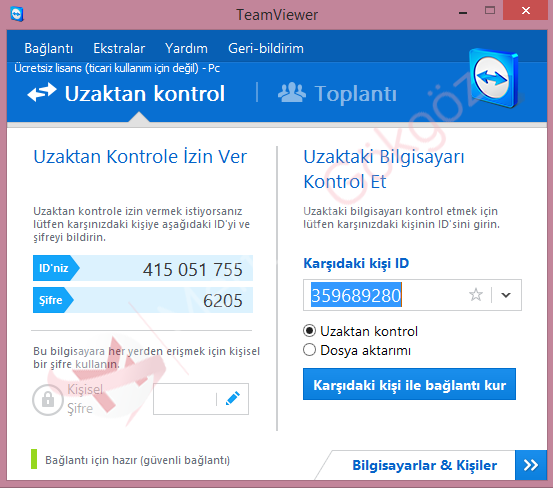 TeamViewer
Bağlantı Ekstralar Yardım Geri-bildirim
Ücretsiz lisans (ticari kullanım için değil) - Pc
Uzaktan kontrol
Toplantı
Uzaktan Kontrole İzin Ver
Uzaktan kontrole izin vermek istiyorsanız
lütfen karşınızdaki kişiye aşağıdaki ID'yi ve
şifreyi bildirin.
ID'niz 415 051 755
Şifre 6205
Bu bilgisayara her yerden erişmek için kişisel
bir şifre kullanın.
Kişisel
Şifre
Uzaktaki Bilgisayarı
Kontrol Et
Uzaktaki bilgisayarı kontrol etmek için
lütfen karşınızdaki kişinin ID'sini girin.
Karşıdaki kişi ID
359689280
Uzaktan kontrol
Dosya aktarımı
Karşıdaki kişi ile bağlantı kur
Bağlantı için hazır (güvenli bağlantı)
Bilgisayarlar & Kişiler